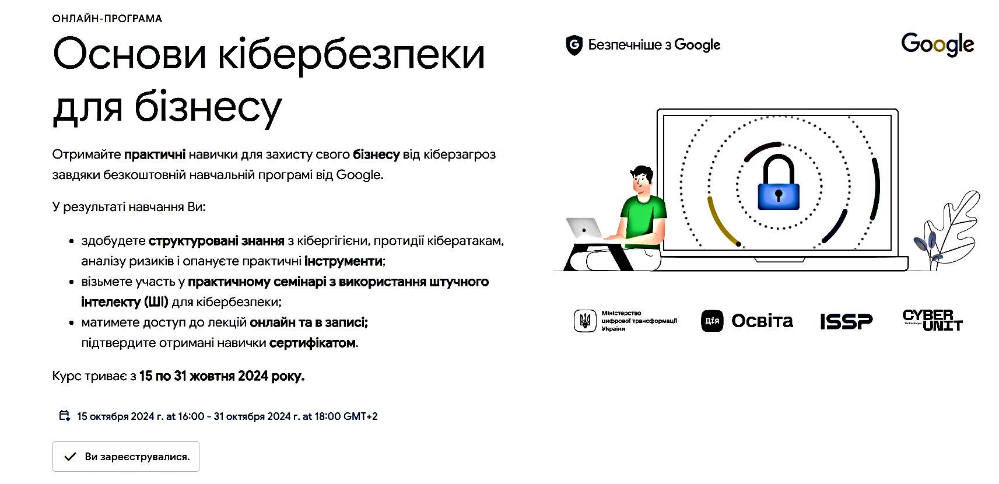 ОНЛАЙН-ПРОГРАМА
Основи кібербезпеки
для бізнесу
Отримайте практичні навички для захисту свого бізнесу від кіберзагроз
завдяки безкоштовній навчальній програмі від Google.
У результаті навчання Ви:
• здобудете структуровані знання з кібергігієни, протидії кібератакам,
аналізу ризиків і опануєте практичні інструменти;
• візьмете участь у практичному семінарі з використання штучного
інтелекту (ШІ) для кібербезпеки;
• матимете доступ до лекцій онлайн та в записі;
підтвердите отримані навички сертифікатом.
Курс триває з 15 по 31 жовтня 2024 року.
15 октября 2024 г. at 16:00 - 31 октября 2024 г. at 18:00 GMT+2
Ви зареєструвалися.
G Безпечніше з Google
Google
Міністерство
цифрової трансформації
України
Дія Освіта
ISSP
CYBER
Technologies UNIT